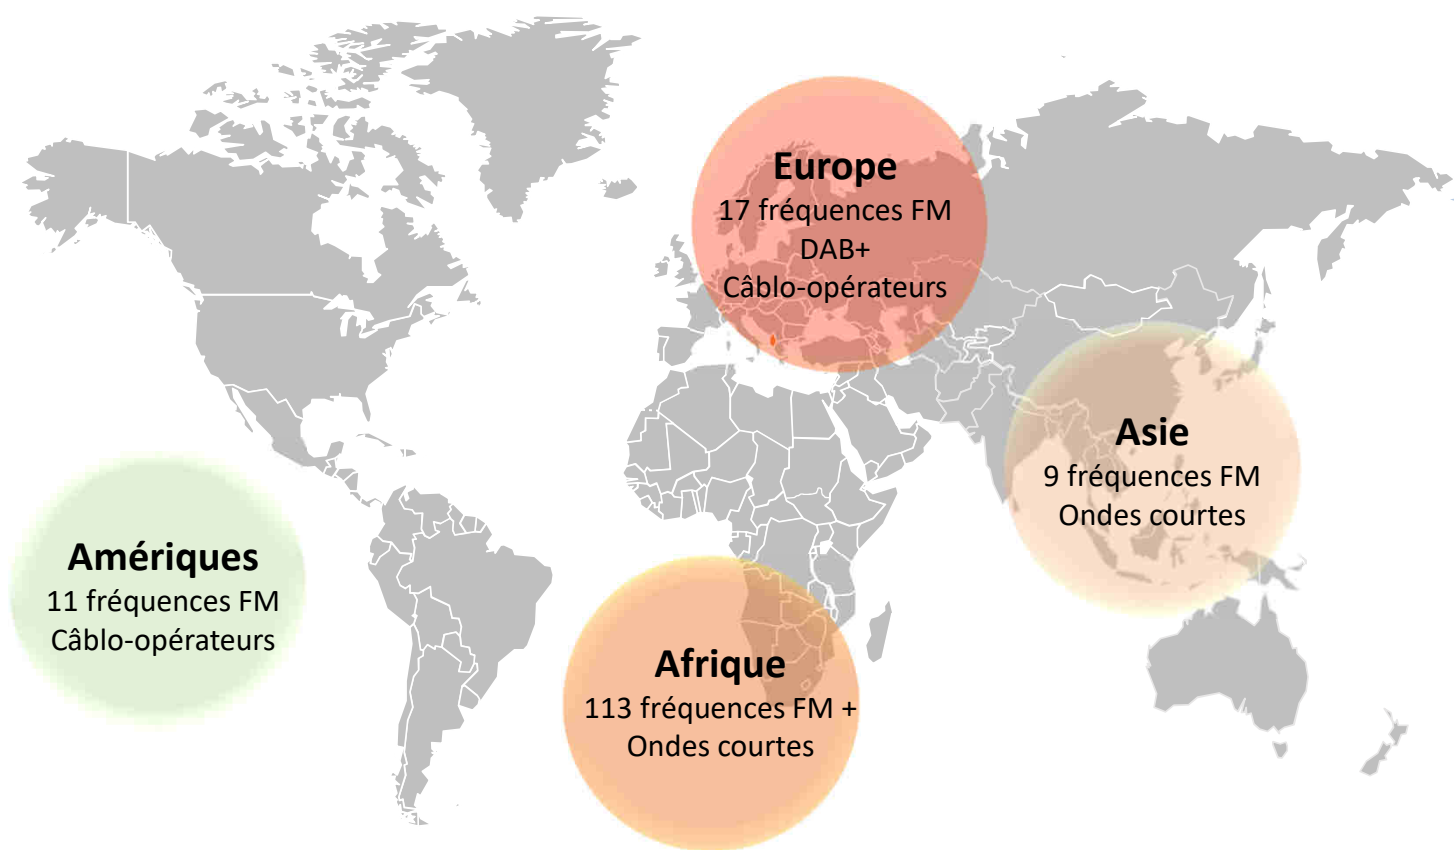 Europe
17 fréquences FM
DAB+
Câblo-opérateurs
Asie
9 fréquences FM
Ondes courtes
Amériques
11 fréquences FM
Câblo-opérateurs
Afrique
113 fréquences FM +
Ondes courtes